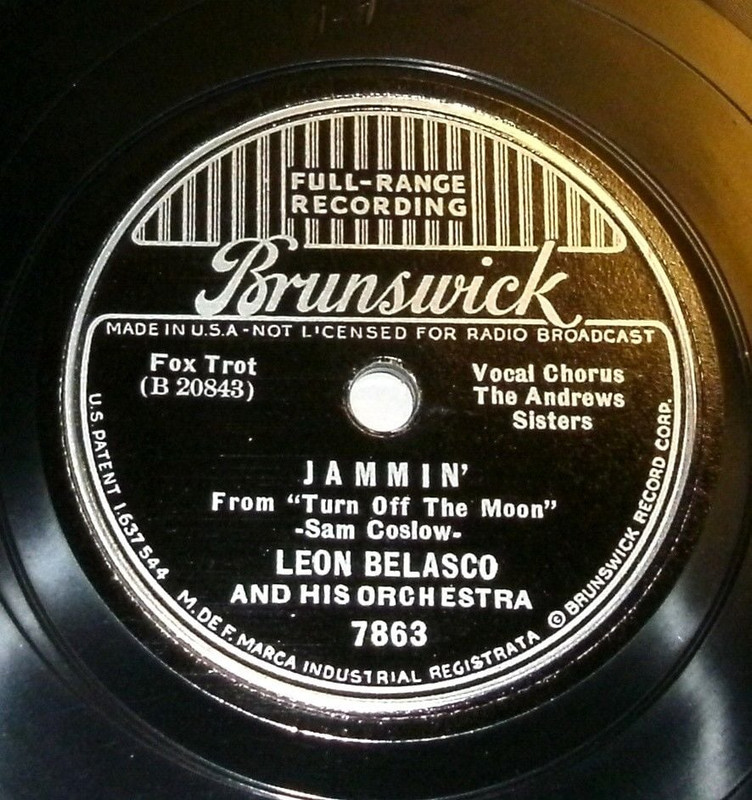 FULL-RANGE
RECORDING
Brunswick
MADE IN U.S.A - NOT LICENSED FOR RADIO BROADCAST
Fox Trot
(B 20843)
Vocal Chorus
The Andrews
Sisters
JAMMIN'
From "Turn Off The Moon"
-Sam Coslow-
LEON BELASCO
AND HIS ORCHESTRA
7863
U.S. PATENT 1.637544 M. DE F. MARCA INDUSTRIAL REGISTRATA © BRUNSWICK RECORD CORP.